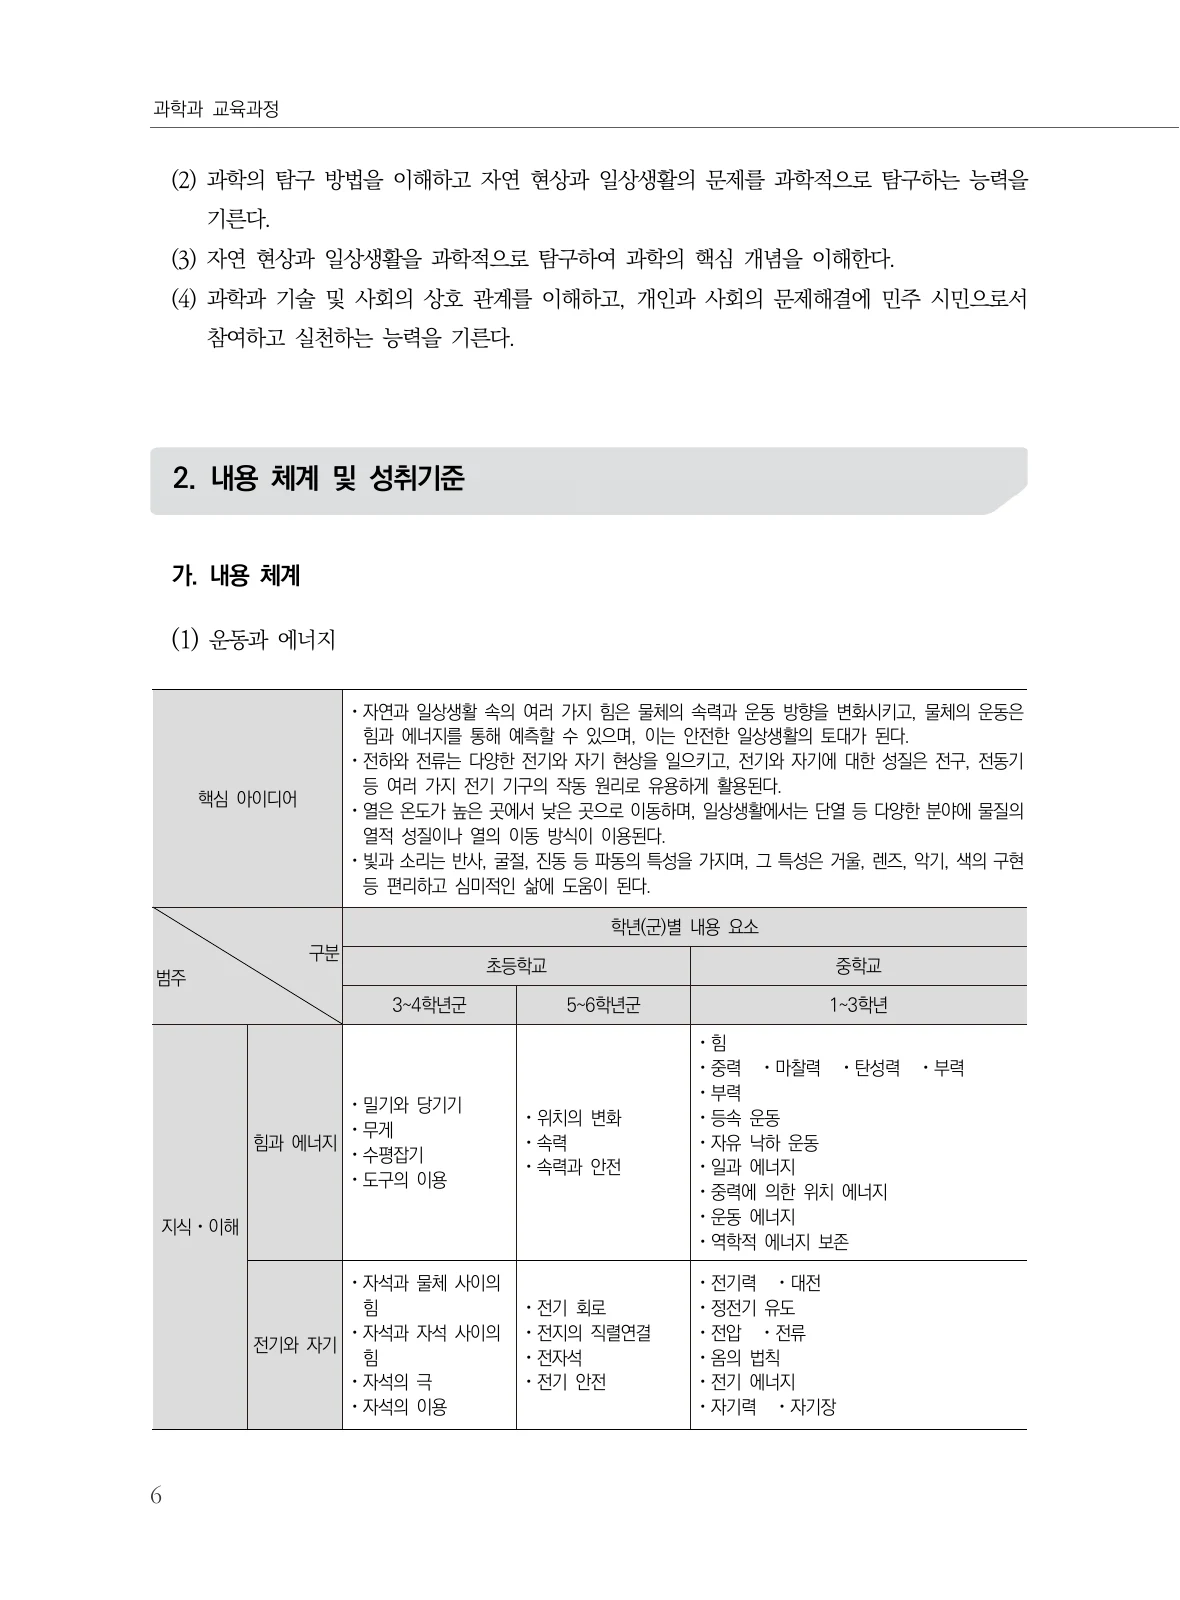 과학과 교육과정
(2) 과학의 탐구 방법을 이해하고 자연 현상과 일상생활의 문제를 과학적으로 탐구하는 능력을
기른다.
(3) 자연 현상과 일상생활을 과학적으로 탐구하여 과학의 핵심 개념을 이해한다.
(4) 과학과 기술 및 사회의 상호 관계를 이해하고, 개인과 사회의 문제해결에 민주 시민으로서
참여하고 실천하는 능력을 기른다.
2. 내용 체계 및 성취기준
가. 내용 체계
(1) 운동과 에너지
핵심 아이디어
・자연과 일상생활 속의 여러 가지 힘은 물체의 속력과 운동 방향을 변화시키고, 물체의 운동은
힘과 에너지를 통해 예측할 수 있으며, 이는 안전한 일상생활의 토대가 된다.
・전하와 전류는 다양한 전기와 자기 현상을 일으키고, 전기와 자기에 대한 성질은 전구, 전동기
등 여러 가지 전기 기구의 작동 원리로 유용하게 활용된다.
・열은 온도가 높은 곳에서 낮은 곳으로 이동하며, 일상생활에서는 단열 등 다양한 분야에 물질의
열적 성질이나 열의 이동 방식이 이용된다.
・빛과 소리는 반사, 굴절, 진동 등 파동의 특성을 가지며, 그 특성은 거울, 렌즈, 악기, 색의 구현
등 편리하고 심미적인 삶에 도움이 된다.
구분
범주
학년(군)별 내용 요소
초등학교
중학교
3~4학년군
5~6학년군
1~3학년
지식・이해
힘과 에너지
・밀기와 당기기
・무게
・수평잡기
・도구의 이용
・위치의 변화
・속력
・속력과 안전
・힘
・중력 ・마찰력 ・탄성력 ・부력
・부력
・등속 운동
・자유 낙하 운동
・일과 에너지
・중력에 의한 위치 에너지
・운동 에너지
・역학적 에너지 보존
전기와 자기
・자석과 물체 사이의
힘
・자석과 자석 사이의
힘
・자석의 극
・자석의 이용
・전기 회로
・전지의 직렬연결
・전자석
・전기 안전
・전기력 ・대전
・정전기 유도
・전압 ・전류
・옴의 법칙
・전기 에너지
・자기력 ・자기장
6